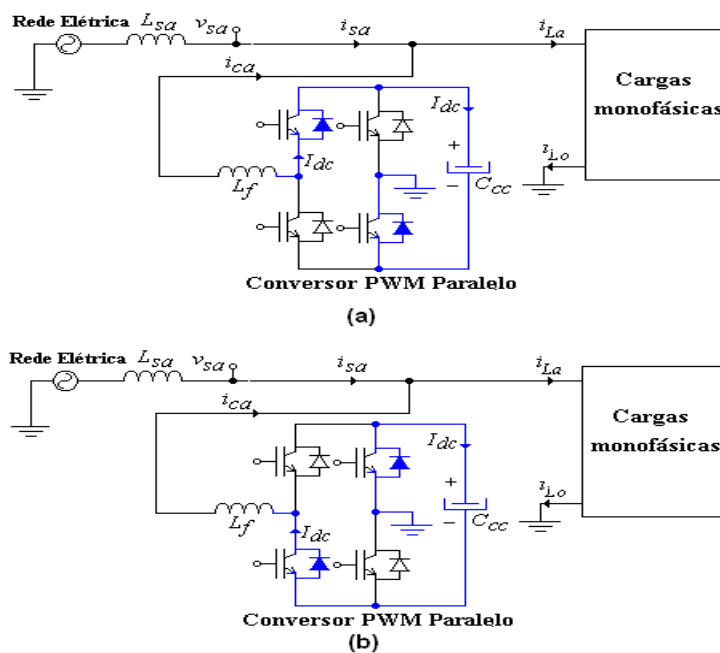 Rede Elétrica
L_sa
v_sa
i_sa
i_La
i_ca
Cargas
monofásicas
I_dc
+
I_dc
i_Lo
L_f
−
C_cc
Conversor PWM Paralelo
(a)
Rede Elétrica
L_sa
v_sa
i_sa
i_La
i_ca
Cargas
monofásicas
I_dc
+
i_Lo
L_f
I_dc
−
C_cc
Conversor PWM Paralelo
(b)